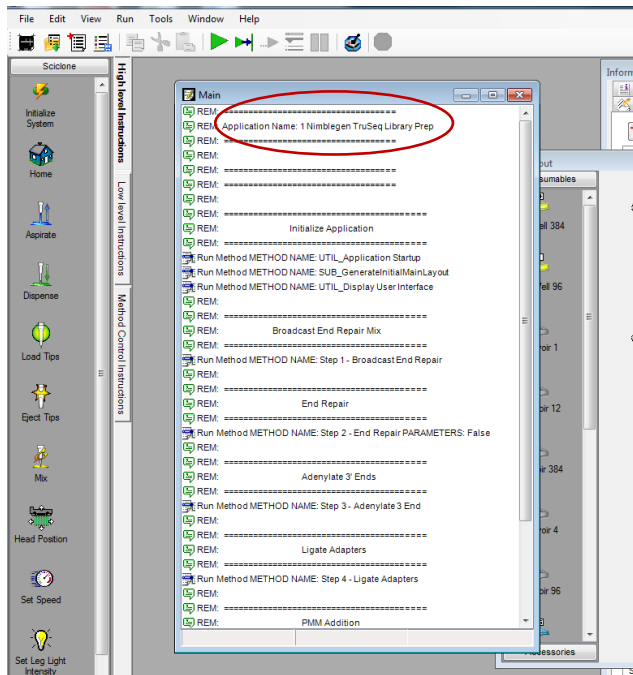 File Edit View Run Tools Window Help
Sciclone
Initialize
System
Home
Aspirate
Dispense
Load Tips
Eject Tips
Mix
Head Position
Set Speed
Set Leg Light
Intensity
High level Instructions
Low level Instructions
Method Control Instructions
Main
REM: ==================================
REM: Application Name: 1 Nimblegen TruSeq Library Prep
REM: ==================================
REM:
REM: ==================================
REM: ==================================
REM:
REM: ========================================
REM: Initialize Application
REM: ========================================
Run Method METHOD NAME: UTIL_Application Startup
Run Method METHOD NAME: SUB_GenerateInitialMainLayout
Run Method METHOD NAME: UTIL_Display User Interface
REM:
REM: ========================================
REM: Broadcast End Repair Mix
REM: ========================================
Run Method METHOD NAME: Step 1 - Broadcast End Repair
REM:
REM: ========================================
REM: End Repair
REM: ========================================
Run Method METHOD NAME: Step 2 - End Repair PARAMETERS: False
REM:
REM: ========================================
REM: Adenylate 3' Ends
REM: ========================================
Run Method METHOD NAME: Step 3 - Adenylate 3 End
REM:
REM: ========================================
REM: Ligate Adapters
REM: ========================================
Run Method METHOD NAME: Step 4 - Ligate Adapters
REM:
REM: ========================================
REM: PMM Addition
Inform
out
sumables
ell 384
ell 96
oir 1
oir 12
ir 384
oir 4
oir 96
Accessories